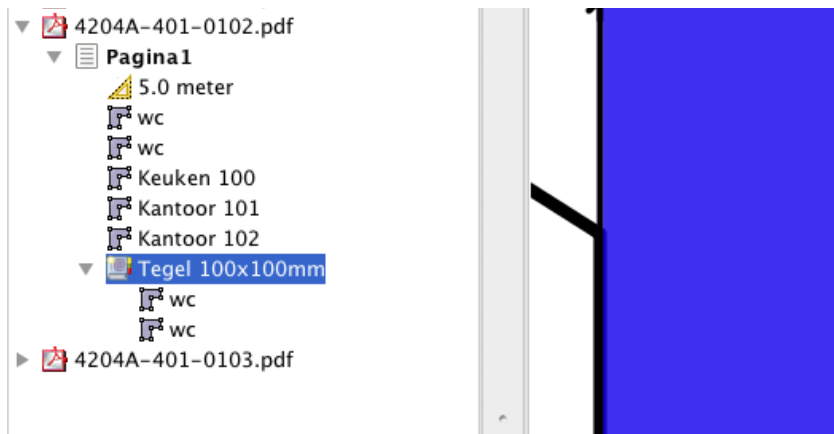 4204A-401-0102.pdf
Pagina1
5.0 meter
wc
wc
Keuken 100
Kantoor 101
Kantoor 102
Tegel 100x100mm
wc
wc
4204A-401-0103.pdf